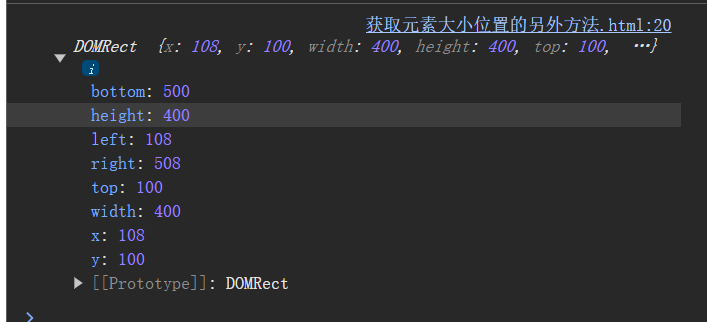 获取元素大小位置的另外方法.html:20
DOMRect {x: 108, y: 100, width: 400, height: 400, top: 100, …}
i
bottom: 500
height: 400
left: 108
right: 508
top: 100
width: 400
x: 108
y: 100
[[Prototype]]: DOMRect